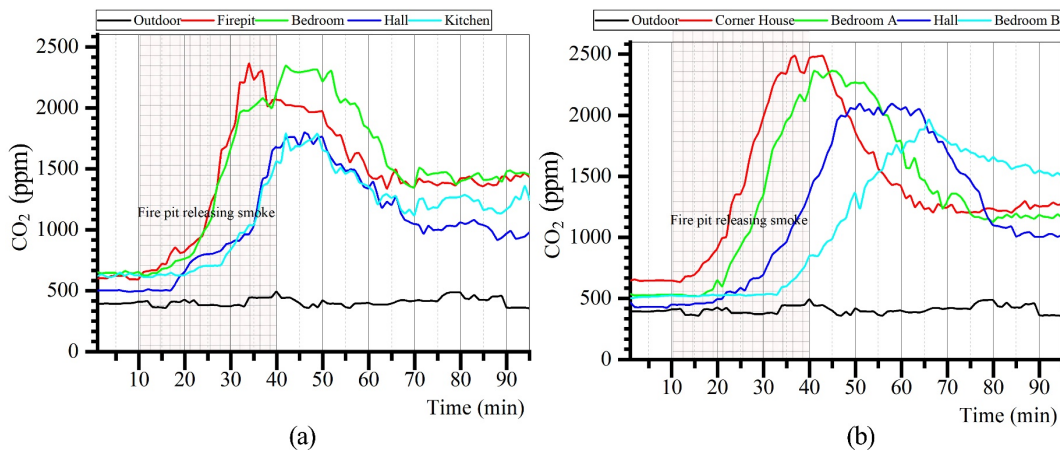 Outdoor Firepit Bedroom Hall Kitchen
2500
2000
1500
1000
500
0
CO₂ (ppm)
Fire pit releasing smoke
10 20 30 40 50 60 70 80 90
Time (min)
(a)
Outdoor Corner House Bedroom A Hall Bedroom B
2500
2000
1500
1000
500
0
CO₂ (ppm)
Fire pit releasing smoke
10 20 30 40 50 60 70 80 90
Time (min)
(b)